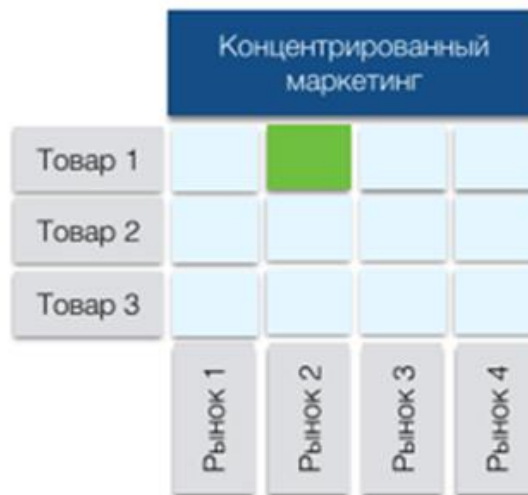 Концентрированный
маркетинг
Товар 1
Товар 2
Товар 3
Рынок 1
Рынок 2
Рынок 3
Рынок 4